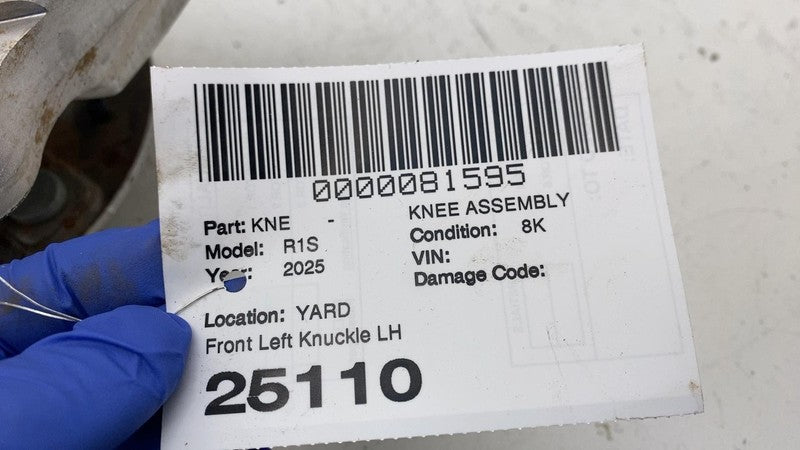 0000081595
Part: KNE - KNEE ASSEMBLY
Model: R1S Condition: 8K
Year: 2025 VIN:
Damage Code:
Location: YARD
Front Left Knuckle LH
25110